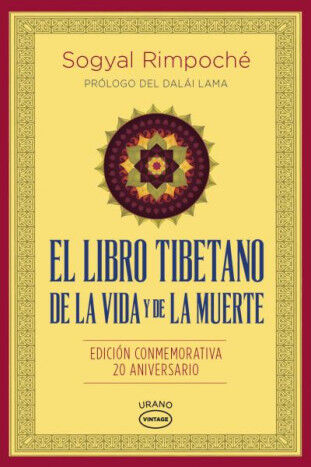 Sogyal Rimpoché
PRÓLOGO DEL DALÁI LAMA
EL LIBRO TIBETANO
DE LA VIDA Y DE LA MUERTE
EDICIÓN CONMEMORATIVA
20 ANIVERSARIO
URANO
VINTAGE